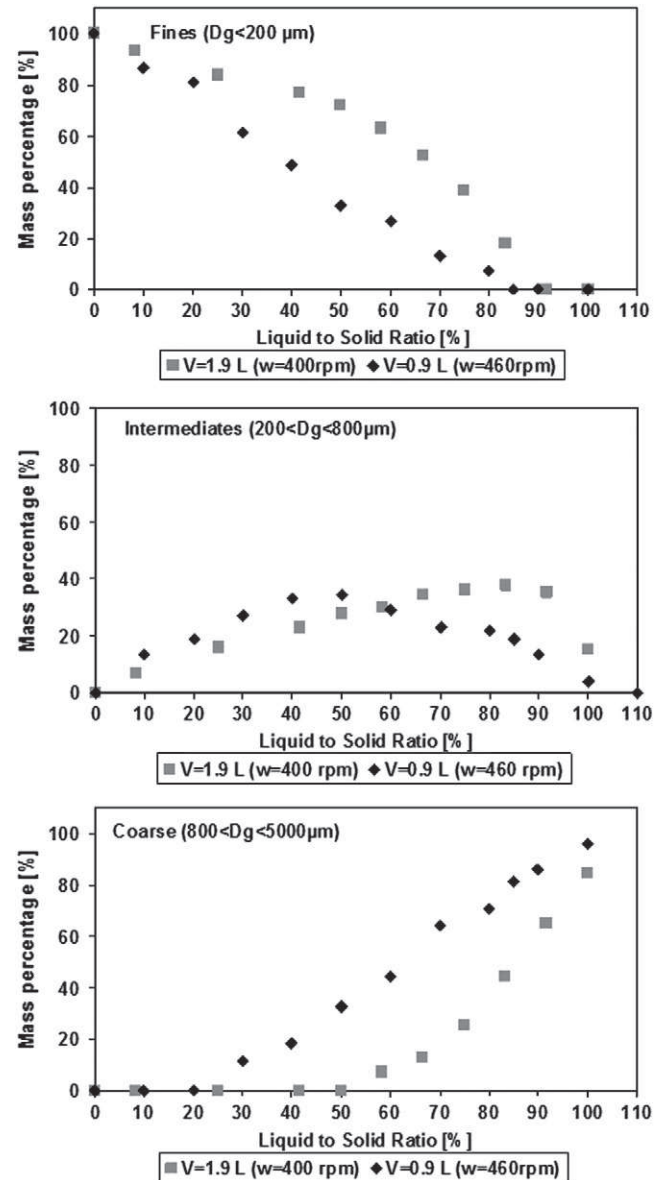 Fines (Dg<200 µm)
Mass percentage [%]
100
80
60
40
20
0
0 10 20 30 40 50 60 70 80 90 100 110
Liquid to Solid Ratio [%]
V=1.9 L (w=400rpm) V=0.9 L (w=460rpm)
Intermediates (200<Dg<800µm)
Mass percentage [%]
100
80
60
40
20
0
0 10 20 30 40 50 60 70 80 90 100 110
Liquid to Solid Ratio [%]
V=1.9 L (w=400 rpm) V=0.9 L (w=460 rpm)
Coarse (800<Dg<5000µm)
Mass percentage [%]
100
80
60
40
20
0
0 10 20 30 40 50 60 70 80 90 100 110
Liquid to Solid Ratio [%]
V=1.9 L (w=400 rpm) V=0.9 L (w=460rpm)